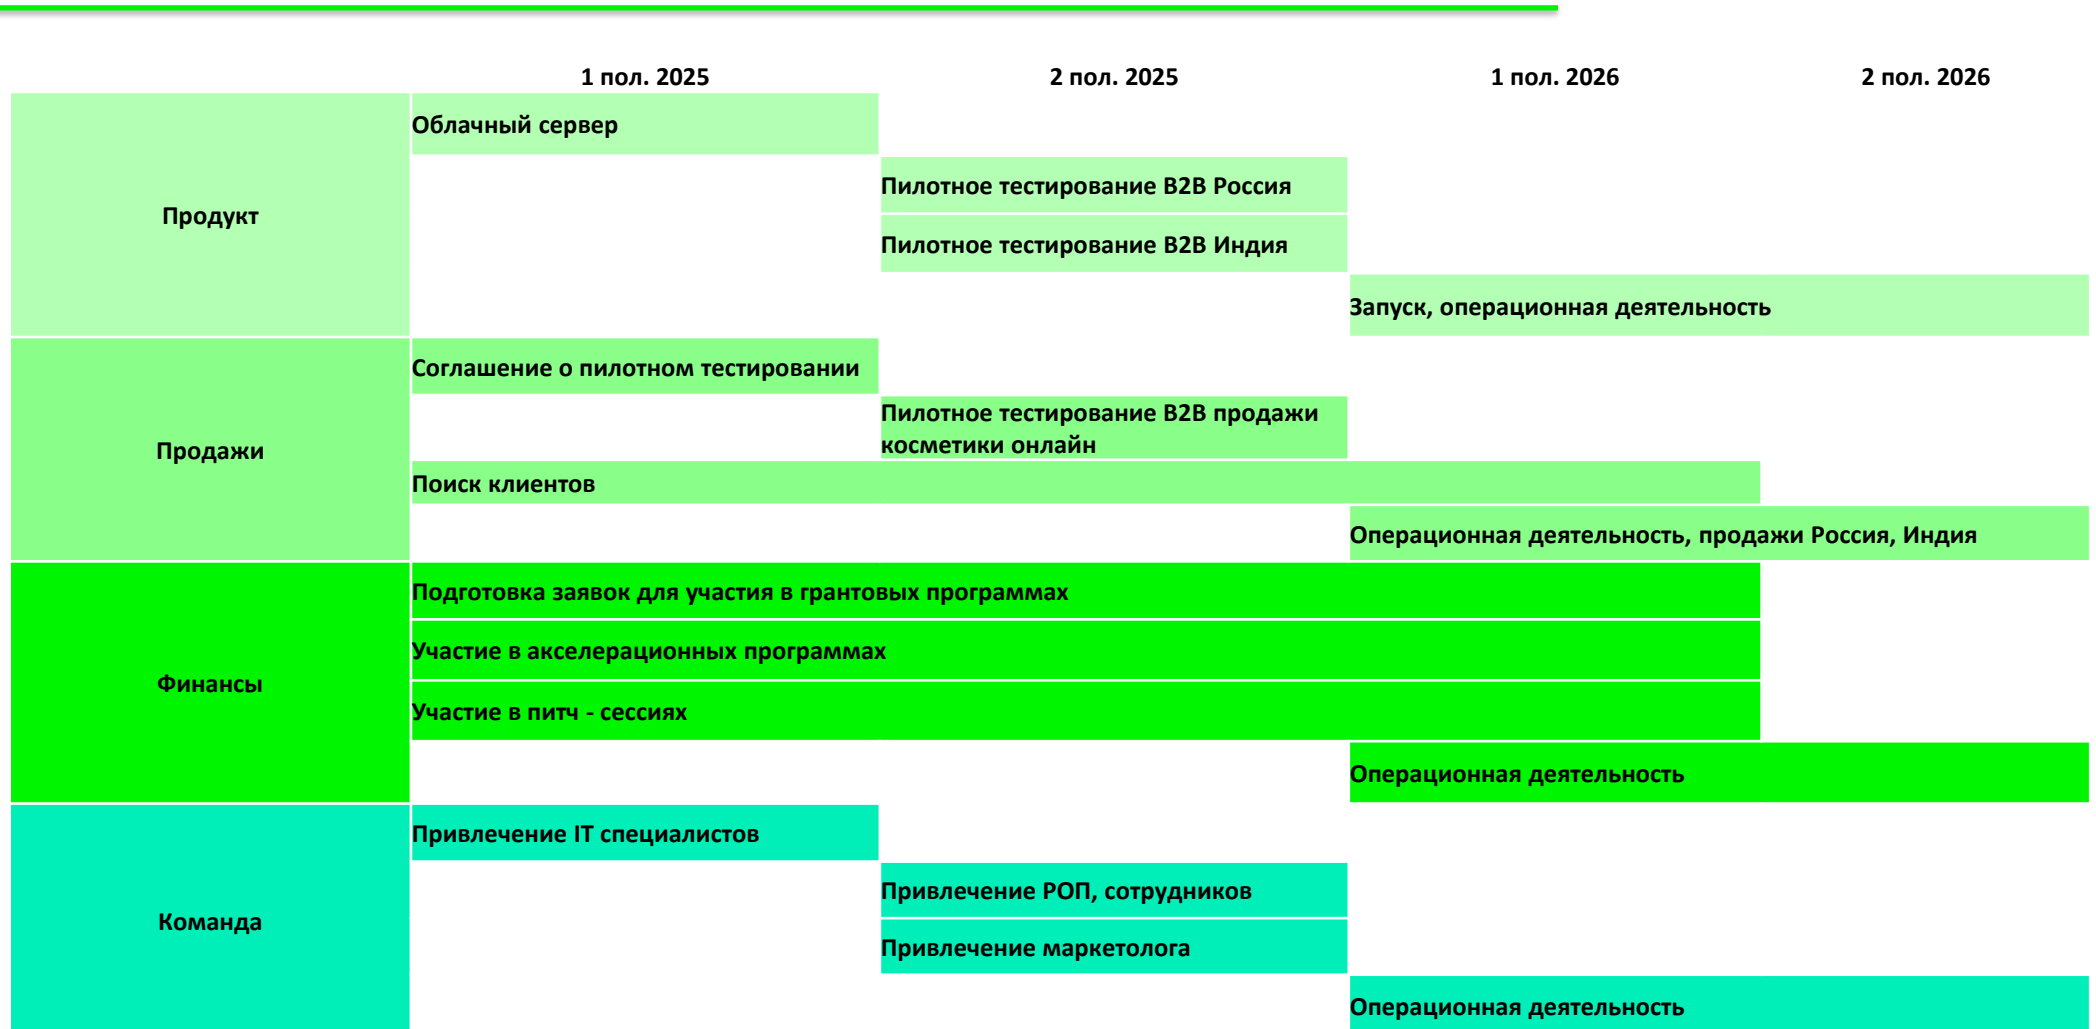 1 пол. 2025
2 пол. 2025
1 пол. 2026
2 пол. 2026
Продукт
Облачный сервер
Пилотное тестирование B2B Россия
Пилотное тестирование B2B Индия
Запуск, операционная деятельность
Продажи
Соглашение о пилотном тестировании
Пилотное тестирование B2B продажи
косметики онлайн
Поиск клиентов
Операционная деятельность, продажи Россия, Индия
Финансы
Подготовка заявок для участия в грантовых программах
Участие в акселерационных программах
Участие в питч - сессиях
Операционная деятельность
Команда
Привлечение IT специалистов
Привлечение РОП, сотрудников
Привлечение маркетолога
Операционная деятельность